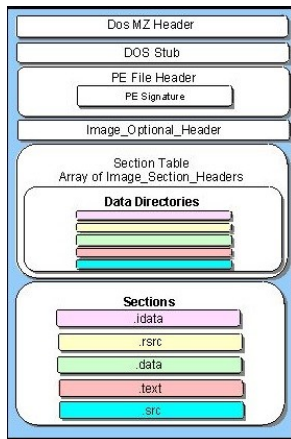 Dos MZ Header
DOS Stub
PE File Header
PE Signature
Image_Optional_Header
Section Table
Array of Image_Section_Headers
Data Directories
Sections
.idata
.rsrc
.data
.text
.src